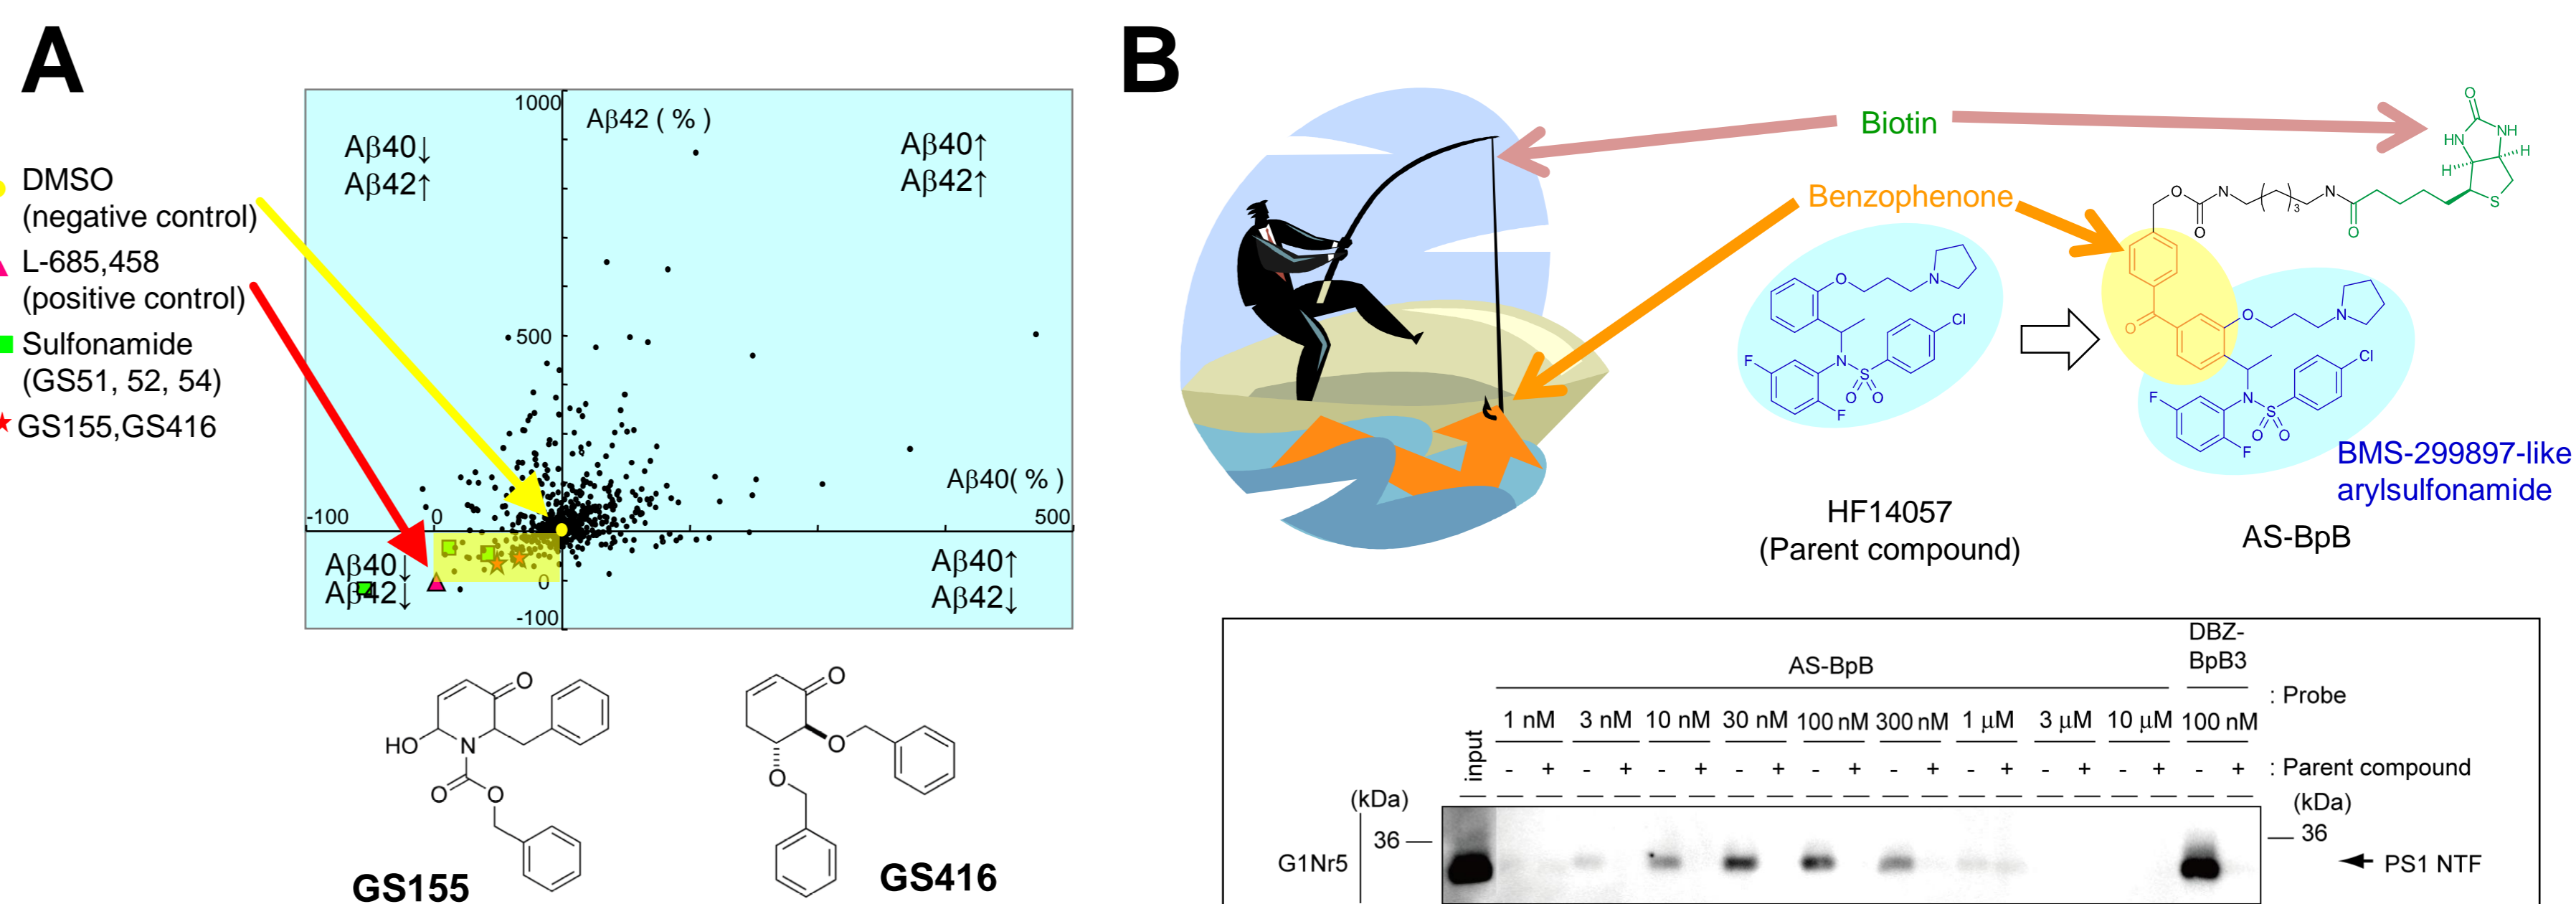 A
1000
Aβ42 ( % )
Aβ40↓
Aβ42↑
Aβ40↑
Aβ42↑
DMSO
(negative control)
L-685,458
(positive control)
Sulfonamide
(GS51, 52, 54)
GS155,GS416
500
Aβ40( % )
-100
0
500
Aβ40↓
Aβ42↓
0
-100
Aβ40↑
Aβ42↓
O
HO
N
O
O
GS155
O
O
O
GS416
B
Biotin
Benzophenone
O
HN
NH
H
H
S
O
N
O
3
N
O
O
N
F
N
S
O
O
Cl
F
HF14057
(Parent compound)
O
O
N
F
N
S
O
O
Cl
F
BMS-299897-like
arylsulfonamide
AS-BpB
AS-BpB
DBZ-
BpB3
: Probe
1 nM 3 nM 10 nM 30 nM 100 nM 300 nM 1 μM 3 μM 10 μM 100 nM
input
- + - + - + - + - + - + - + - + - + - +
: Parent compound
(kDa)
(kDa)
36
36
G1Nr5
PS1 NTF